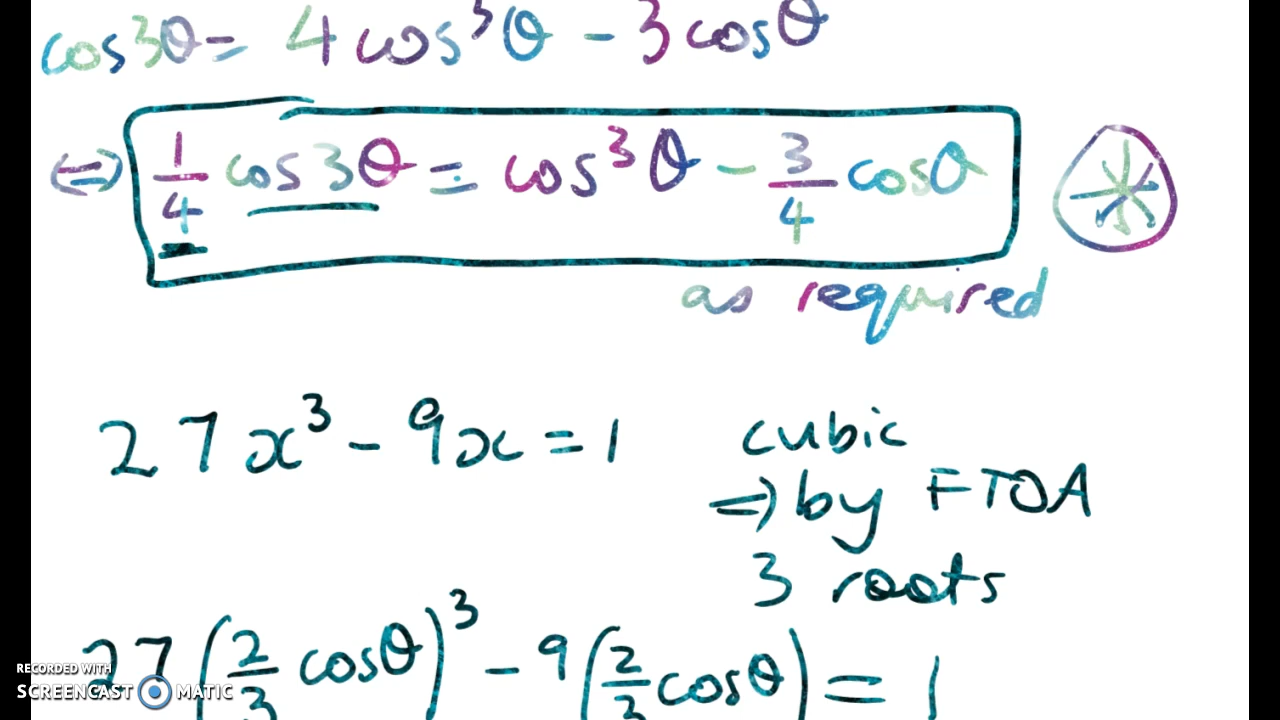 cos3θ = 4cos³θ - 3cosθ
⇔ 1/4 cos3θ = cos³θ - 3/4 cosθ *
as required
27x³ - 9x = 1
cubic
⇒ by FTOA
3 roots
27(2/3 cosθ)³ - 9(2/3 cosθ) = 1
RECORDED WITH
SCREENCAST MATIC